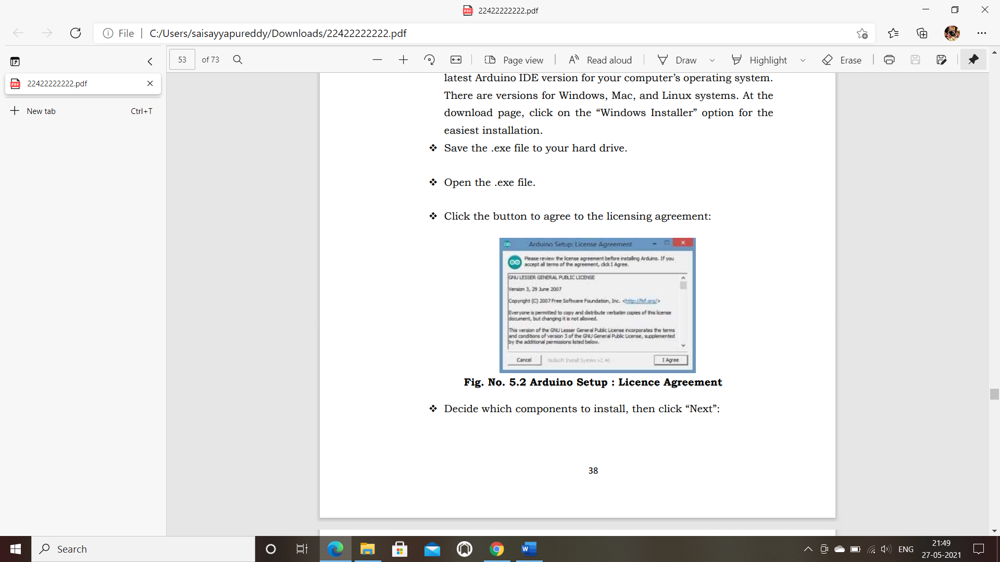 22422222222.pdf
File
C:/Users/saisayyapureddy/Downloads/22422222222.pdf
53 of 73
Page view
Read aloud
Draw
Highlight
Erase
22422222222.pdf
New tab Ctrl+T
latest Arduino IDE version for your computer’s operating system.
There are versions for Windows, Mac, and Linux systems. At the
download page, click on the “Windows Installer” option for the
easiest installation.
❖ Save the .exe file to your hard drive.
❖ Open the .exe file.
❖ Click the button to agree to the licensing agreement:
Arduino Setup: License Agreement
Please review the license agreement before installing Arduino. If you
accept all terms of the agreement, click I Agree.
GNU LESSER GENERAL PUBLIC LICENSE
Version 3, 29 June 2007
Copyright (C) 2007 Free Software Foundation, Inc. <http://fsf.org/>
Everyone is permitted to copy and distribute verbatim copies of this license
document, but changing it is not allowed.
This version of the GNU Lesser General Public License incorporates the terms
and conditions of version 3 of the GNU General Public License, supplemented
by the additional permissions listed below.
Cancel
Nullsoft Install System v2.46
I Agree
Fig. No. 5.2 Arduino Setup : Licence Agreement
❖ Decide which components to install, then click “Next”:
38
Search
ENG
21:49
27-05-2021